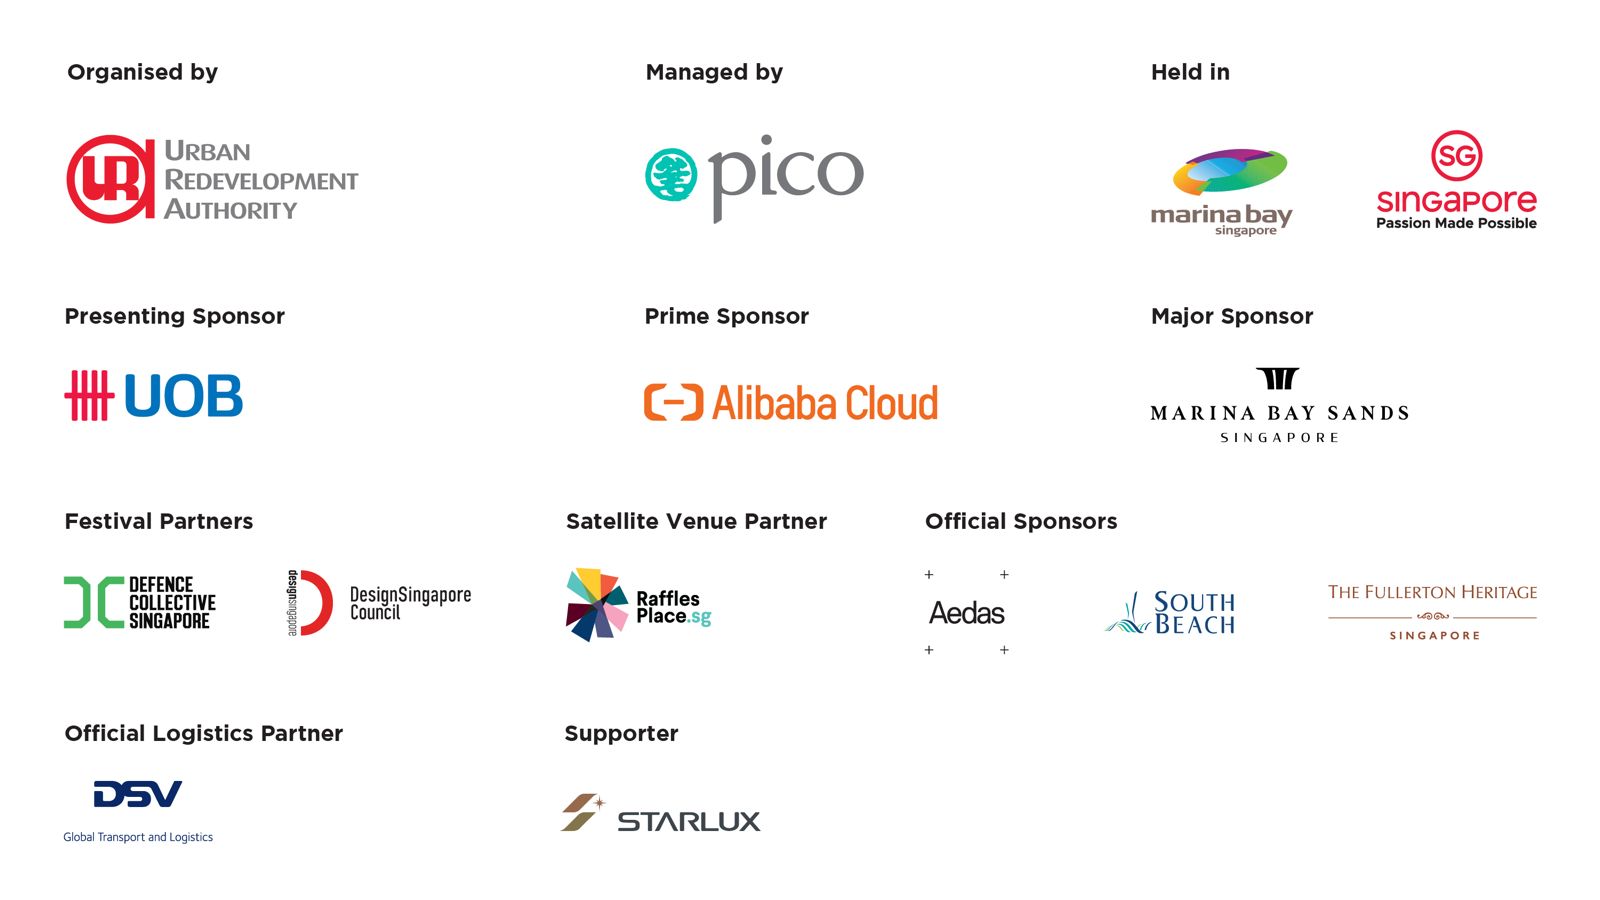 Organised by
Managed by
Held in
UR
URBAN
REDEVELOPMENT
AUTHORITY
pico
marina bay
singapore
SG
SINGAPORE
Passion Made Possible
Presenting Sponsor
Prime Sponsor
Major Sponsor
UOB
Alibaba Cloud
MARINA BAY SANDS
SINGAPORE
Festival Partners
Satellite Venue Partner
Official Sponsors
DEFENCE
COLLECTIVE
SINGAPORE
designsingapore
DesignSingapore
Council
Raffles
Place.sg
Aedas
SOUTH
BEACH
THE FULLERTON HERITAGE
SINGAPORE
Official Logistics Partner
Supporter
DSV
Global Transport and Logistics
STARLUX